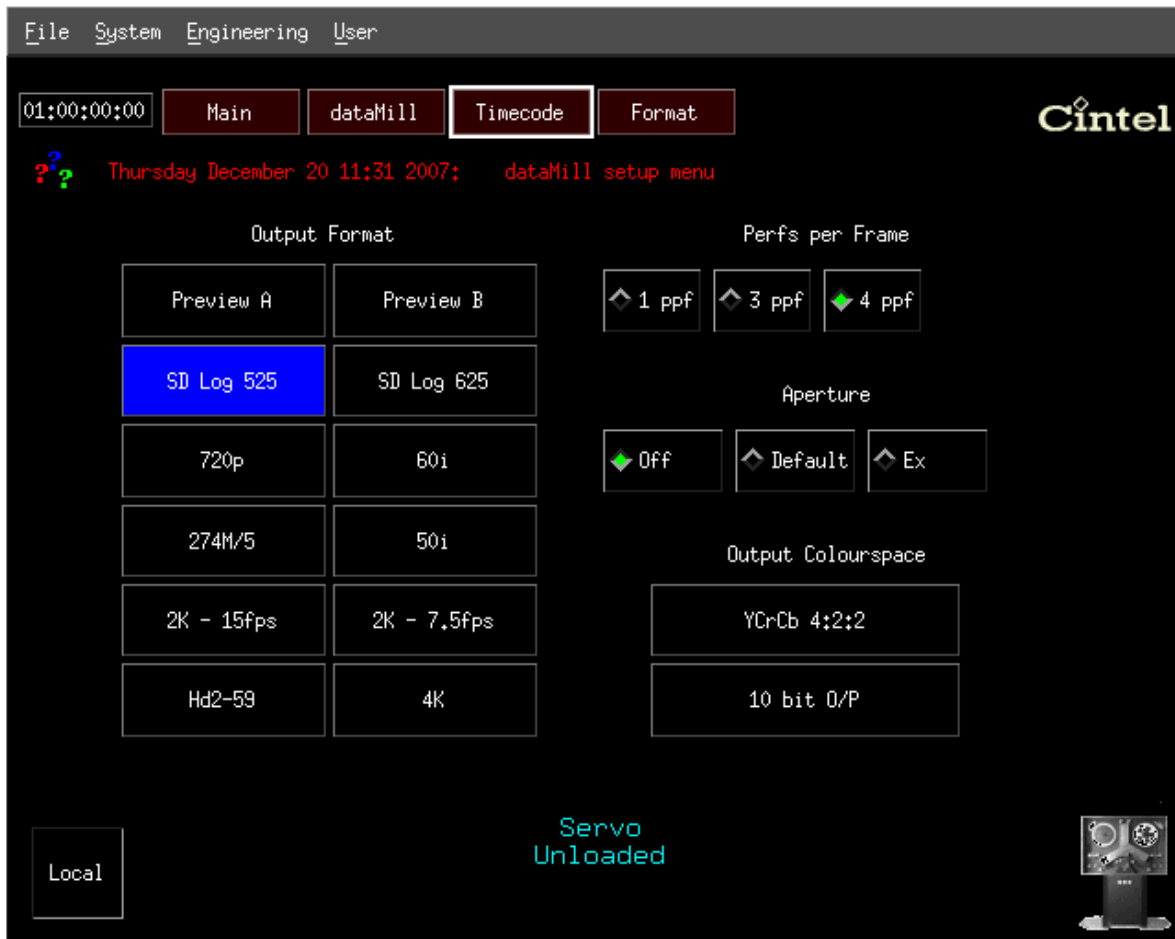 File System Engineering User
01:00:00:00 Main dataMill Timecode Format
Cintel
??? Thursday December 20 11:31 2007: dataMill setup menu
Output Format
Perfs per Frame
Preview A Preview B
1 ppf 3 ppf 4 ppf
SD Log 525 SD Log 625
Aperture
720p 60i
Off Default Ex
274M/5 50i
Output Colourspace
2K - 15fps 2K - 7.5fps
YCrCb 4:2:2
Hd2-59 4K
10 bit O/P
Servo
Unloaded
Local